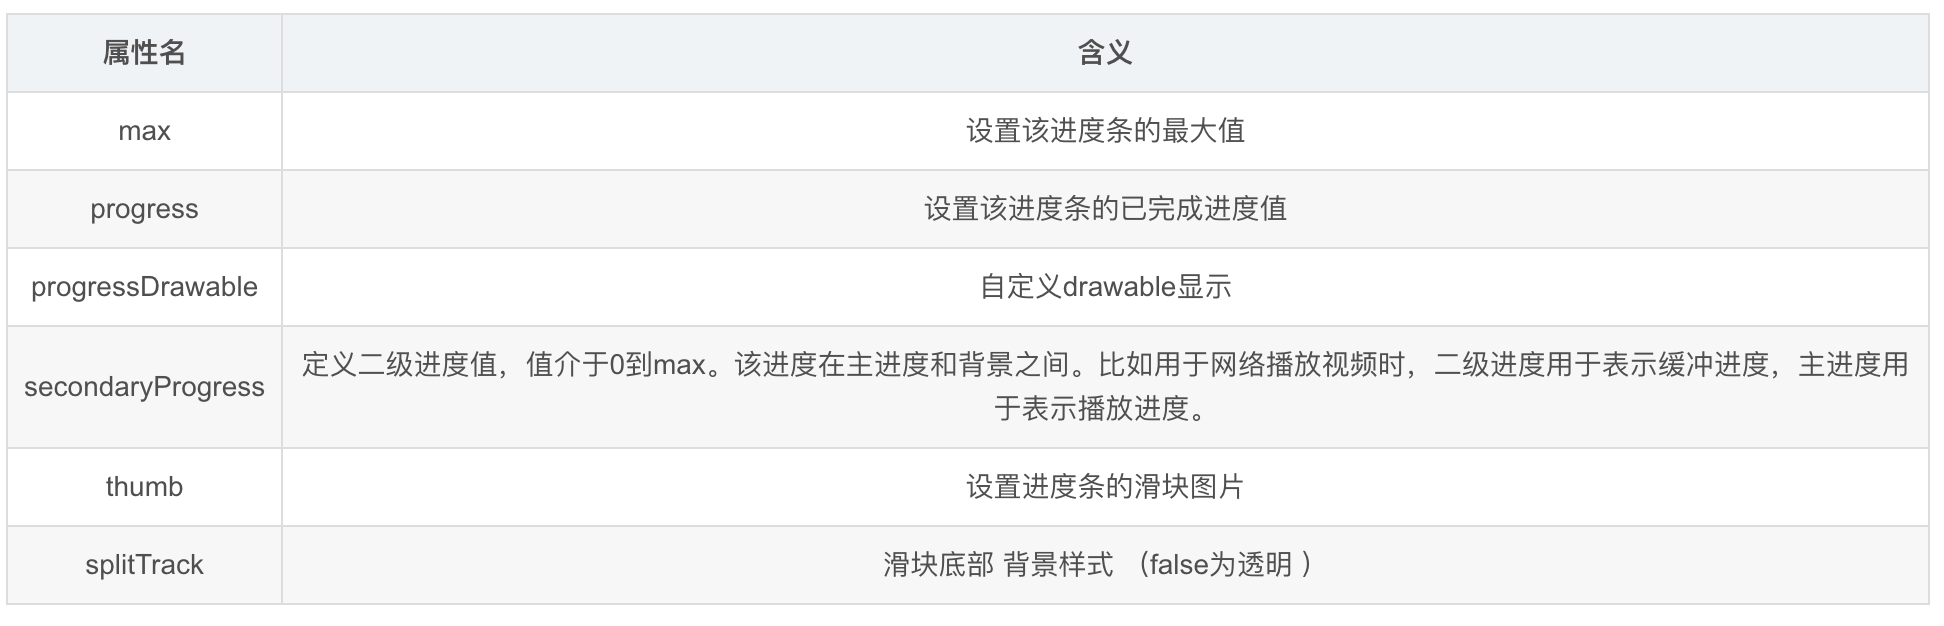 属性名 含义
max 设置该进度条的最大值
progress 设置该进度条的已完成进度值
progressDrawable 自定义drawable显示
secondaryProgress 定义二级进度值，值介于0到max。该进度在主进度和背景之间。比如用于网络播放视频时，二级进度用于表示缓冲进度，主进度用
于表示播放进度。
thumb 设置进度条的滑块图片
splitTrack 滑块底部 背景样式 （false为透明 ）